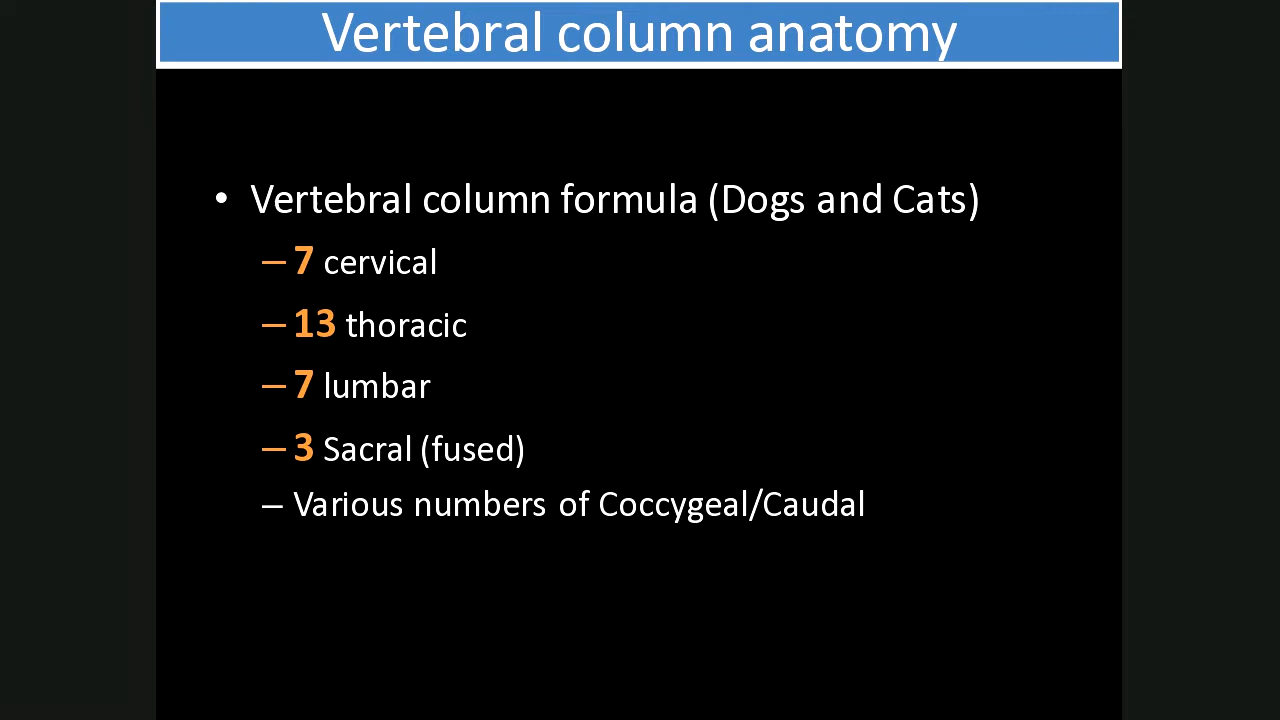 Vertebral column anatomy
• Vertebral column formula (Dogs and Cats)
– 7 cervical
– 13 thoracic
– 7 lumbar
– 3 Sacral (fused)
– Various numbers of Coccygeal/Caudal